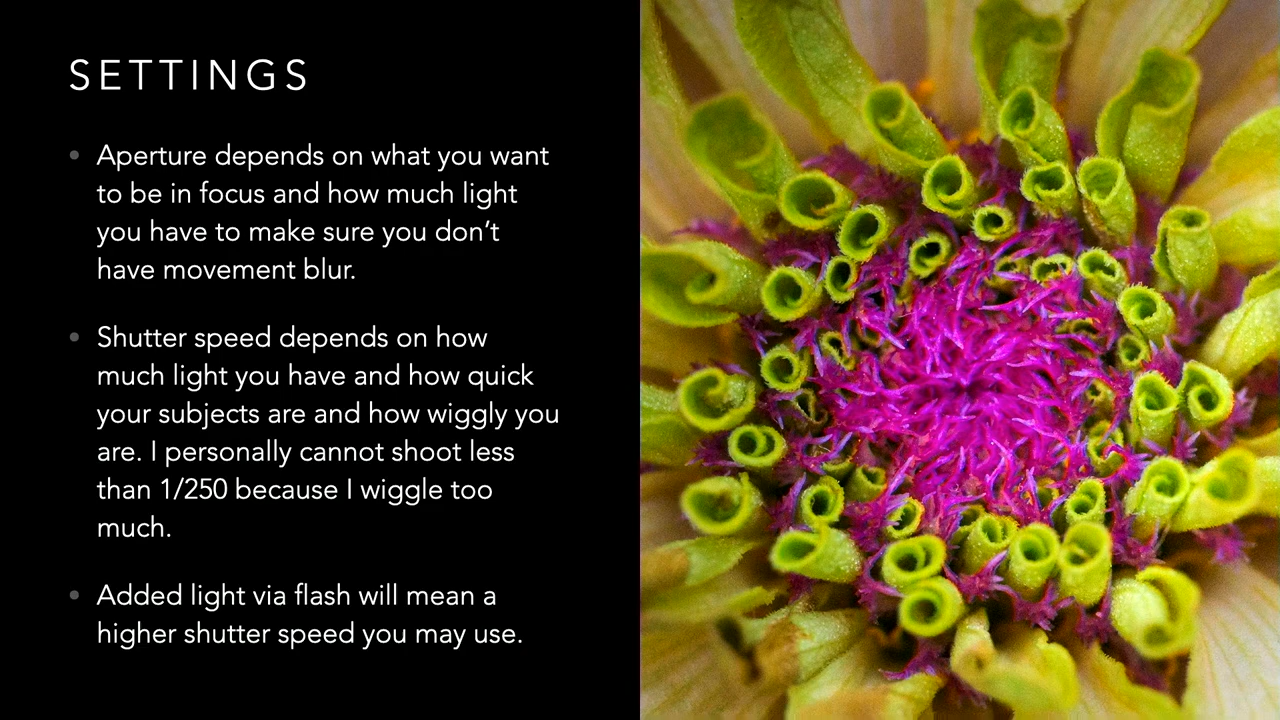 SETTINGS
• Aperture depends on what you want
to be in focus and how much light
you have to make sure you don’t
have movement blur.
• Shutter speed depends on how
much light you have and how quick
your subjects are and how wiggly you
are. I personally cannot shoot less
than 1/250 because I wiggle too
much.
• Added light via flash will mean a
higher shutter speed you may use.